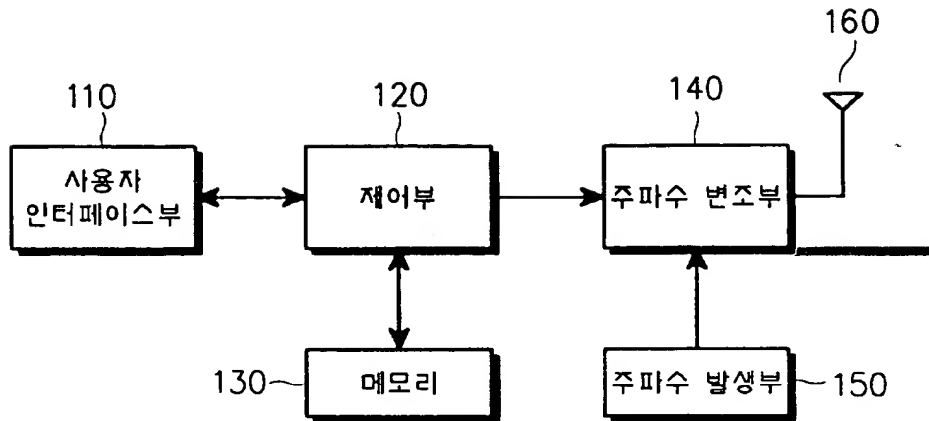 160
110
120
140
사용자
인터페이스부
제어부
주파수 변조부
130
메모리
주파수 발생부
150